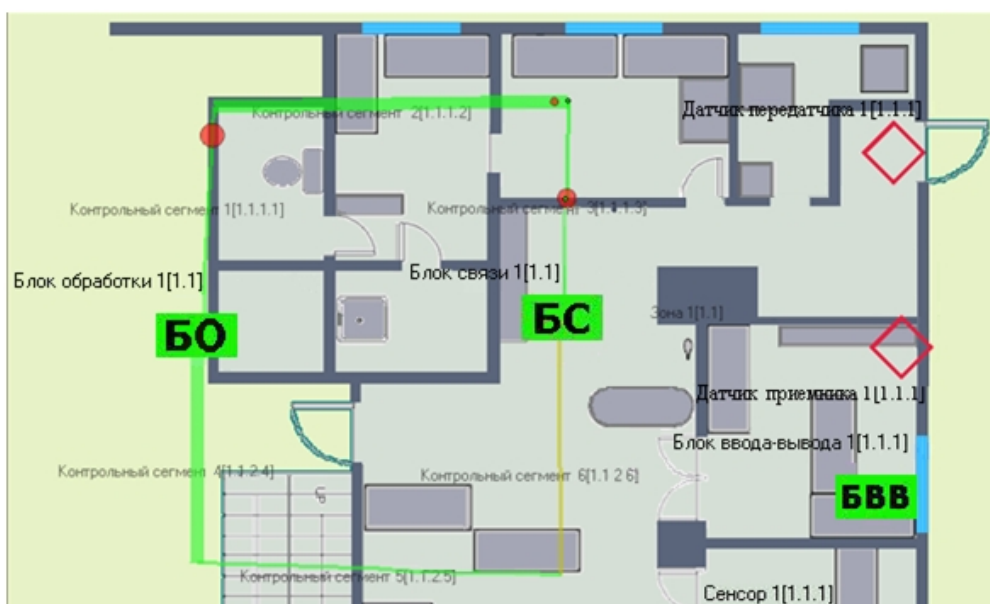 Контрольный сегмент 2[1.1.1.2]
Датчик передатчика 1[1.1.1]
Контрольный сегмент 1[1.1.1.1]
Контрольный сегмент 3[1.1.1.3]
Блок обработки 1[1.1]
Блок связи 1[1.1]
Зона 1[1.1]
БО
БС
Датчик приемника 1[1.1.1]
Блок ввода-вывода 1[1.1.1]
Контрольный сегмент 4[1.1.2.4]
Контрольный сегмент 6[1.1.2.6]
БВВ
Контрольный сегмент 5[1.1.2.5]
Сенсор 1[1.1.1]